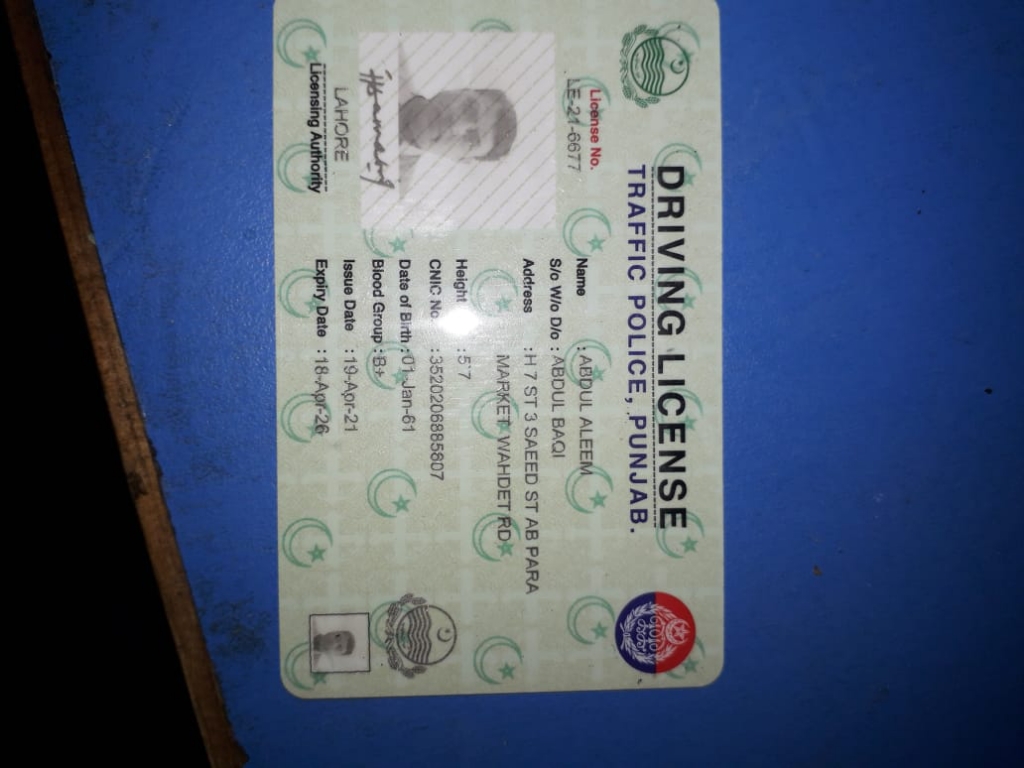 DRIVING LICENSE
TRAFFIC POLICE, PUNJAB.
License No.
LE-21-6677
Name : ABDUL ALEEM
S/o W/o D/o : ABDUL BAQI
Address : H 7 ST 3 SAEED ST AB PARA
MARKET WAHDET RD
Height : 5'7
CNIC No. : 3520206885807
Date of Birth : 01-Jan-61
Blood Group : B+
Issue Date : 19-Apr-21
Expiry Date : 18-Apr-26
LAHORE
Licensing Authority